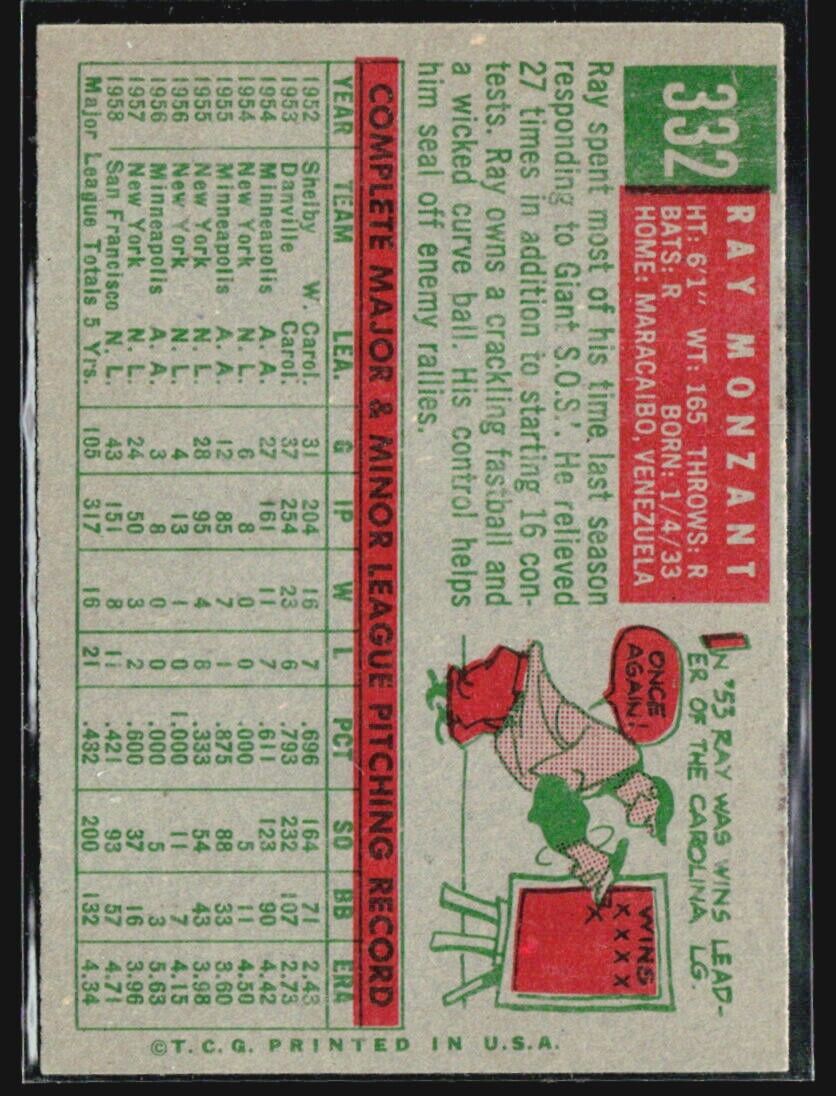 332
RAY MONZANT
HT: 6'1" WT: 165 THROWS: R
BATS: R BORN: 1/4/33
HOME: MARACAIBO, VENEZUELA
Ray spent most of his time last season
responding to Giant S.O.S.'. He relieved
27 times in addition to starting 16 con-
tests. Ray owns a crackling fastball and
a wicked curve ball. His control helps
him seal off enemy rallies.
IN '53 RAY WAS WINS LEAD-
ER OF THE CAROLINA LG.
ONCE
AGAIN!
WINS
X X X X
X
COMPLETE MAJOR & MINOR LEAGUE PITCHING RECORD
YEAR TEAM LEA. G IP W L PCT SO BB ERA
1952 Shelby W. Carol. 31 204 16 7 .696 164 71 2.43
1953 Danville Carol. 37 254 23 6 .793 232 107 2.73
1954 Minneapolis A. A. 27 161 11 7 .611 123 90 4.42
1954 New York N. L. 6 8 0 0 .000 5 11 4.50
1955 Minneapolis A. A. 12 85 7 1 .875 88 33 3.60
1955 New York N. L. 28 95 4 8 .333 54 43 3.98
1956 New York N. L. 4 13 1 0 1.000 11 7 4.15
1956 Minneapolis A. A. 3 8 0 0 .000 5 3 5.63
1957 New York N. L. 24 50 3 2 .600 37 16 3.96
1958 San Francisco N. L. 43 151 8 11 .421 93 57 4.71
Major League Totals 5 Yrs. 105 317 16 21 .432 200 132 4.34
©T.C.G. PRINTED IN U.S.A.